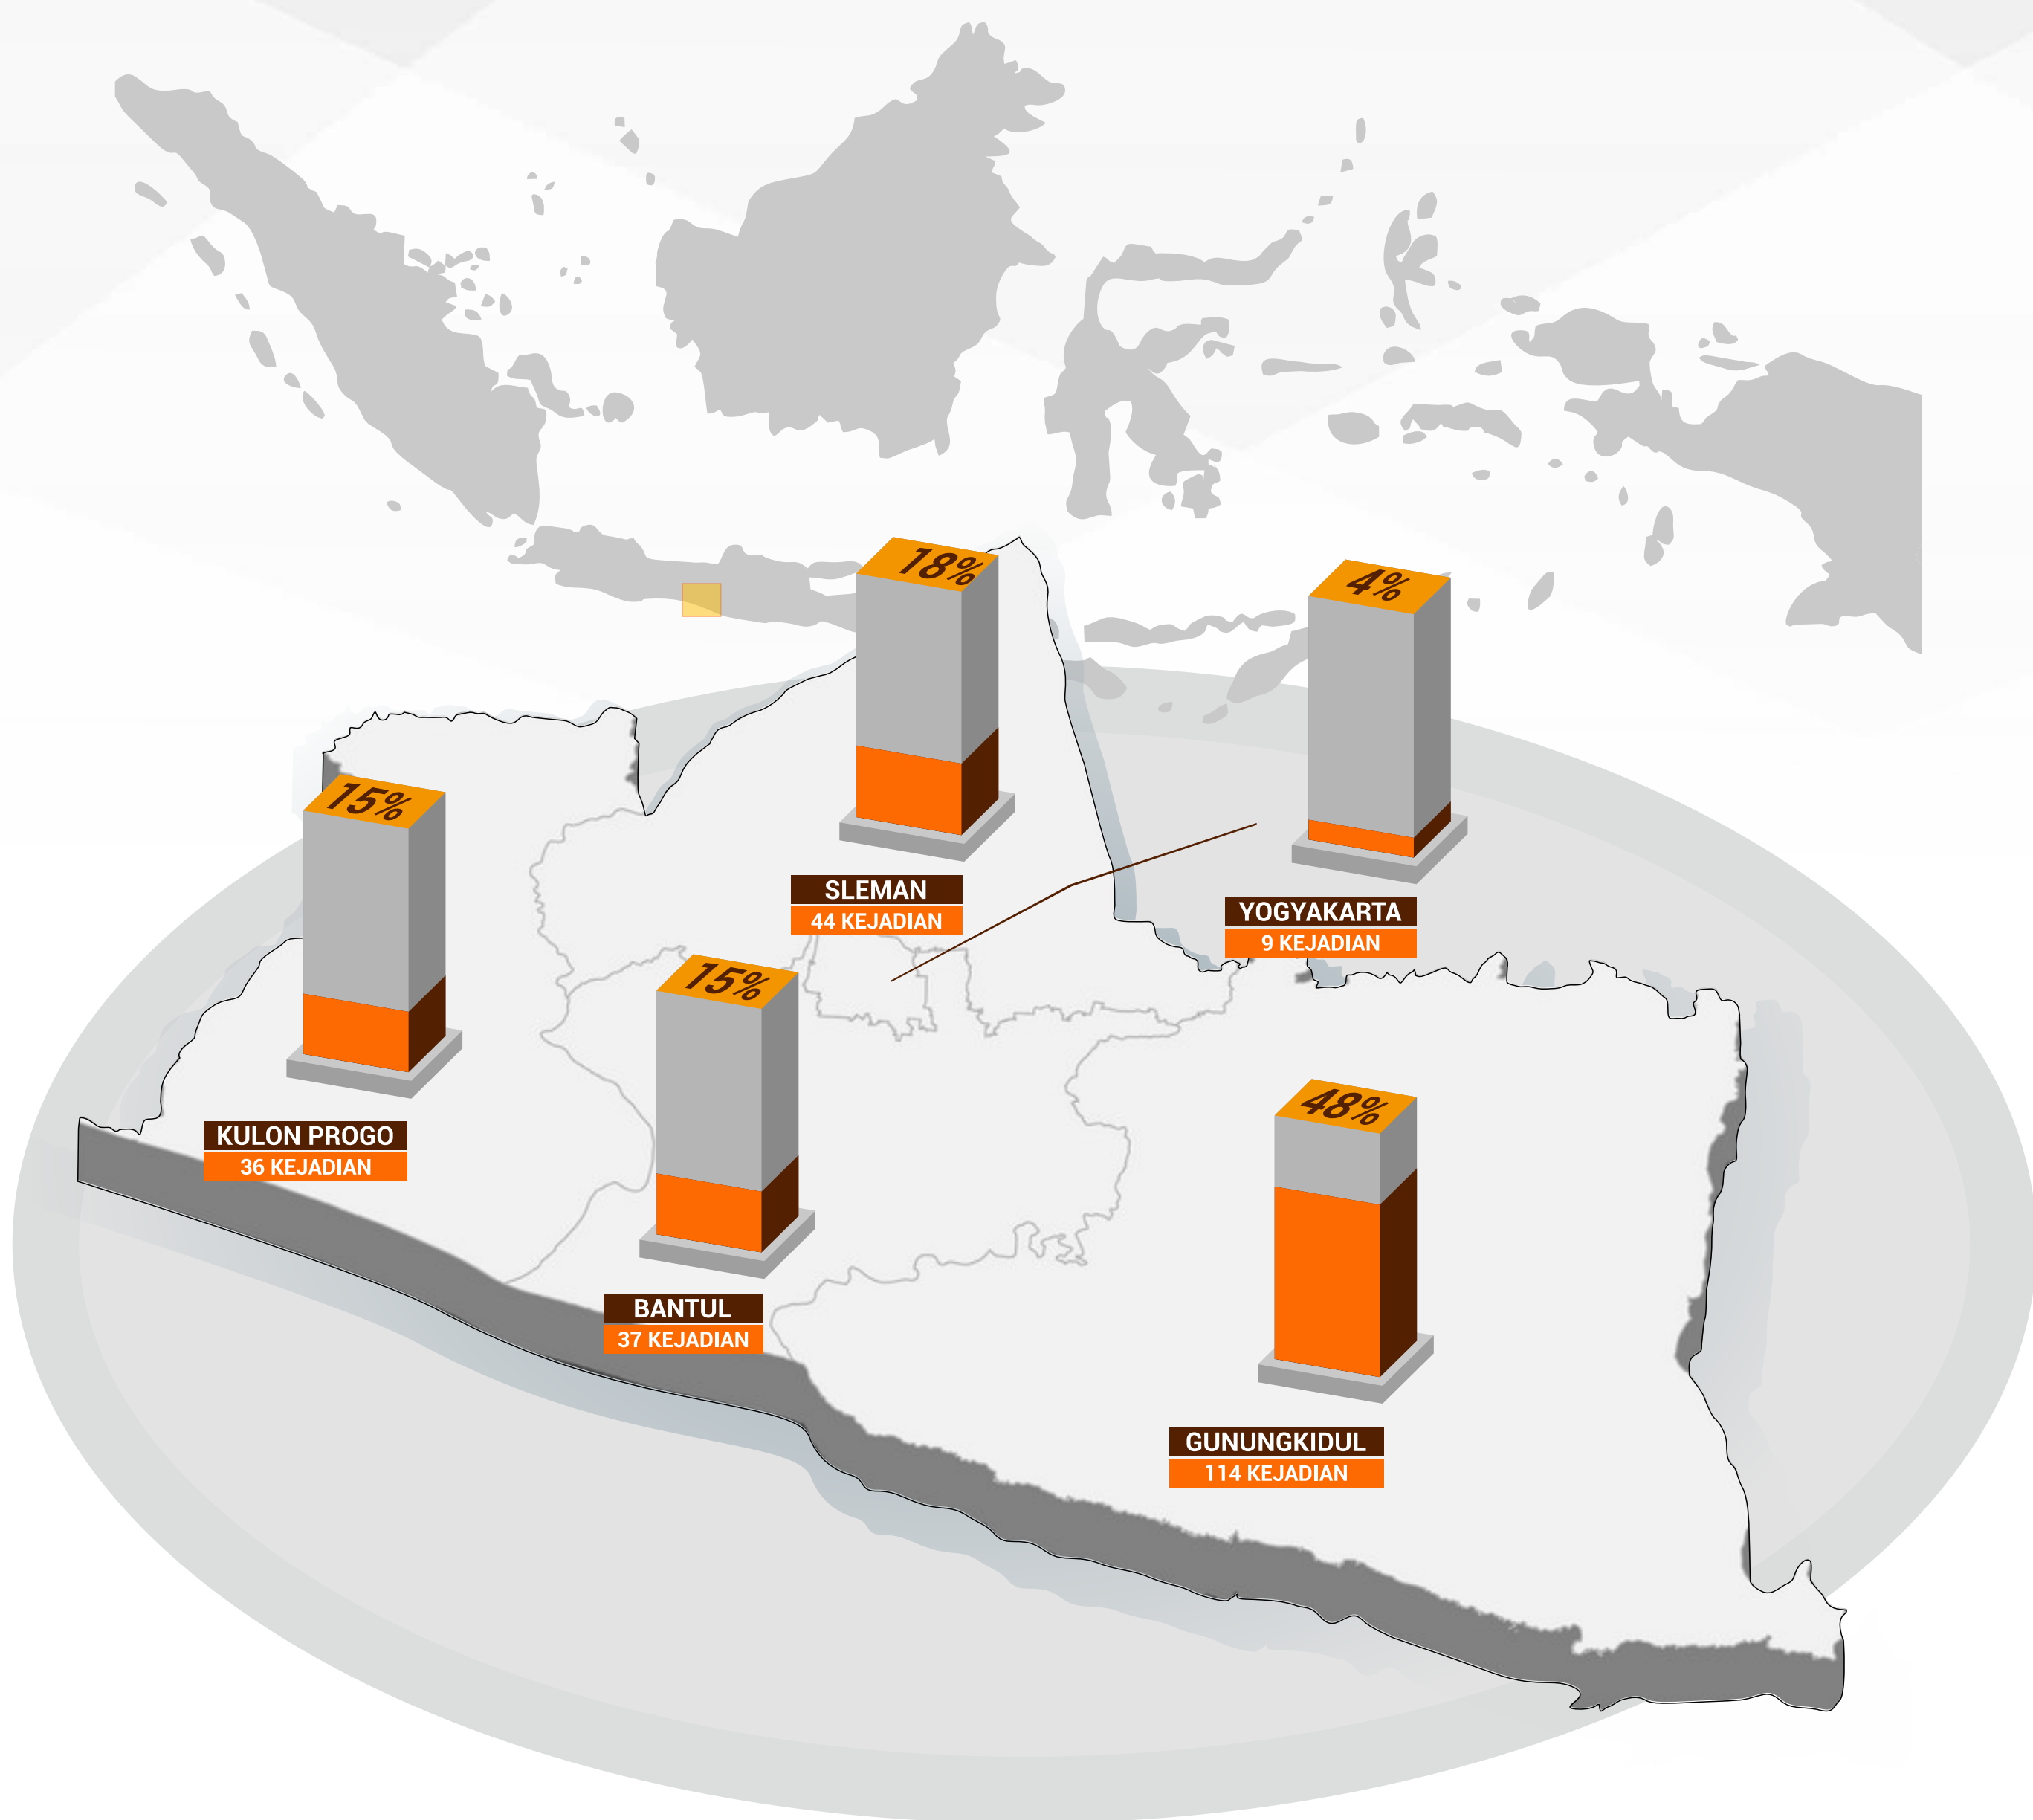 18%
SLEMAN
44 KEJADIAN
4%
YOGYAKARTA
9 KEJADIAN
15%
KULON PROGO
36 KEJADIAN
15%
BANTUL
37 KEJADIAN
48%
GUNUNGKIDUL
114 KEJADIAN